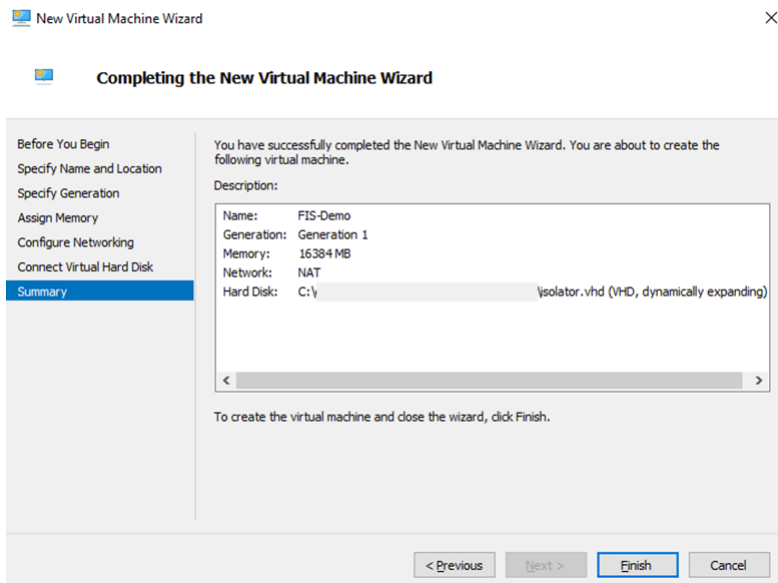 New Virtual Machine Wizard
Completing the New Virtual Machine Wizard
Before You Begin
Specify Name and Location
Specify Generation
Assign Memory
Configure Networking
Connect Virtual Hard Disk
Summary
You have successfully completed the New Virtual Machine Wizard. You are about to create the
following virtual machine.
Description:
Name: FIS-Demo
Generation: Generation 1
Memory: 16384 MB
Network: NAT
Hard Disk: C:\ \isolator.vhd (VHD, dynamically expanding)
To create the virtual machine and close the wizard, click Finish.
< Previous
Next >
Finish
Cancel